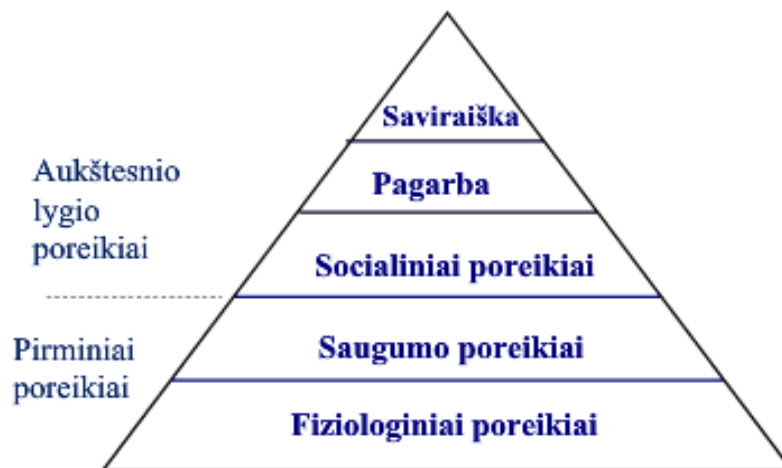 Saviraiška
Aukštesnio
lygio
poreikiai
Pagarba
Socialiniai poreikiai
Pirminiai
poreikiai
Saugumo poreikiai
Fiziologiniai poreikiai